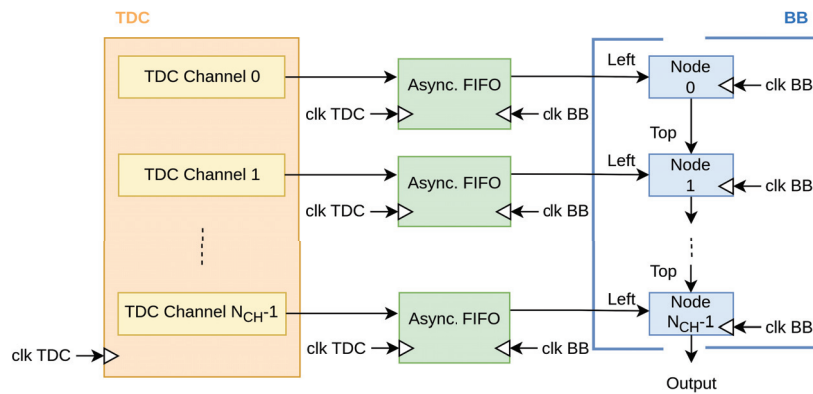 TDC
BB
TDC Channel 0
Async. FIFO
clk TDC
clk BB
Left
Node
0
clk BB
Top
TDC Channel 1
Async. FIFO
clk TDC
clk BB
Left
Node
1
clk BB
Top
TDC Channel N_CH-1
Async. FIFO
clk TDC
clk BB
Left
Node
N_CH-1
clk BB
clk TDC
Output